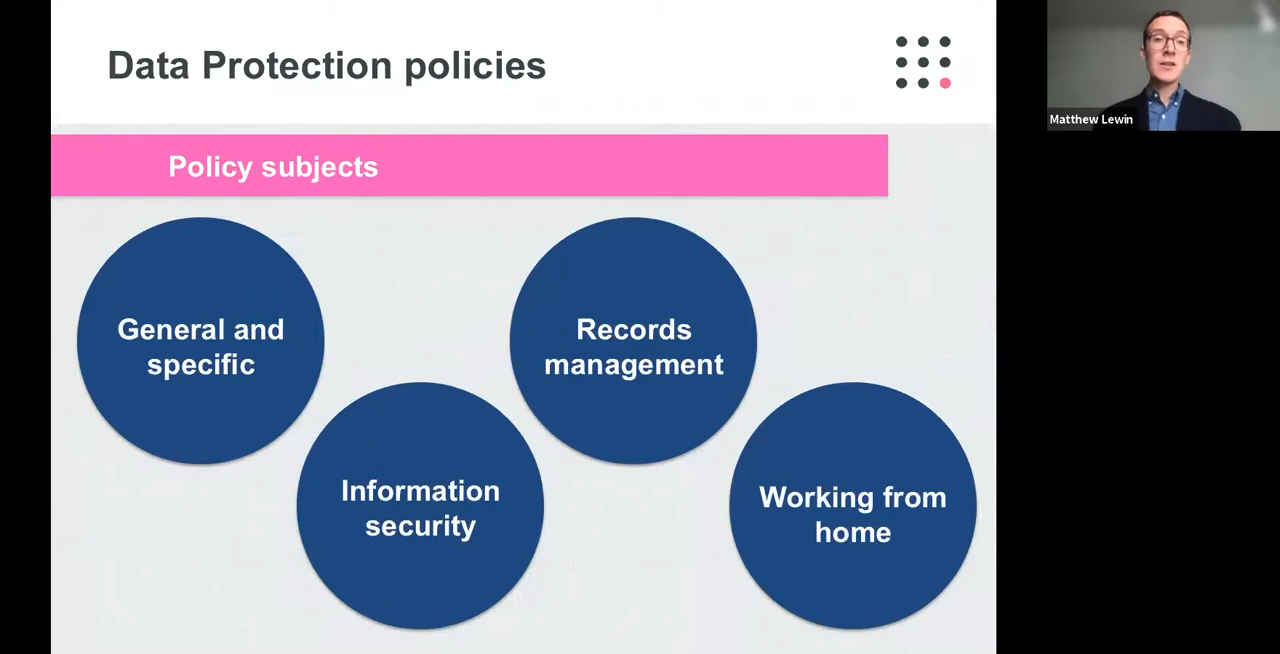 Data Protection policies
Policy subjects
General and
specific
Records
management
Information
security
Working from
home
Matthew Lewin